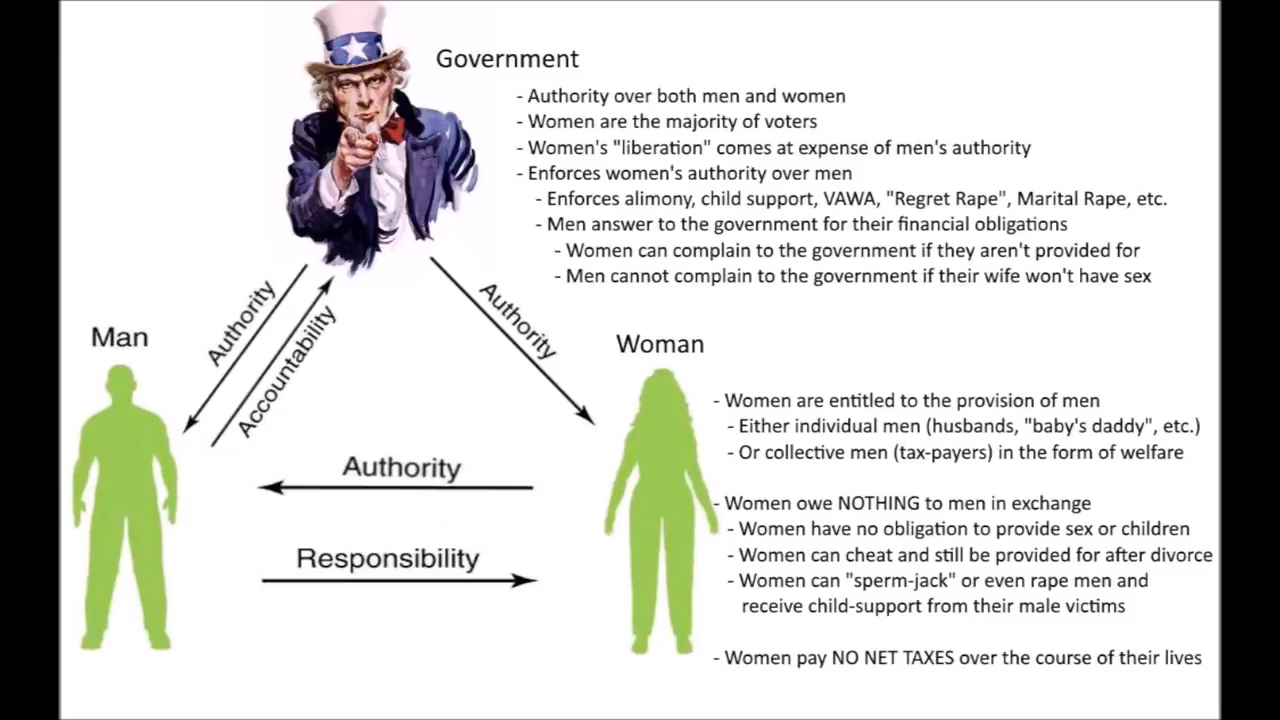 Government
- Authority over both men and women
- Women are the majority of voters
- Women's "liberation" comes at expense of men's authority
- Enforces women's authority over men
- Enforces alimony, child support, VAWA, "Regret Rape", Marital Rape, etc.
- Men answer to the government for their financial obligations
- Women can complain to the government if they aren't provided for
- Men cannot complain to the government if their wife won't have sex
Authority
Accountability
Authority
Man
Woman
Authority
Responsibility
- Women are entitled to the provision of men
- Either individual men (husbands, "baby's daddy", etc.)
- Or collective men (tax-payers) in the form of welfare
- Women owe NOTHING to men in exchange
- Women have no obligation to provide sex or children
- Women can cheat and still be provided for after divorce
- Women can "sperm-jack" or even rape men and
receive child-support from their male victims
- Women pay NO NET TAXES over the course of their lives